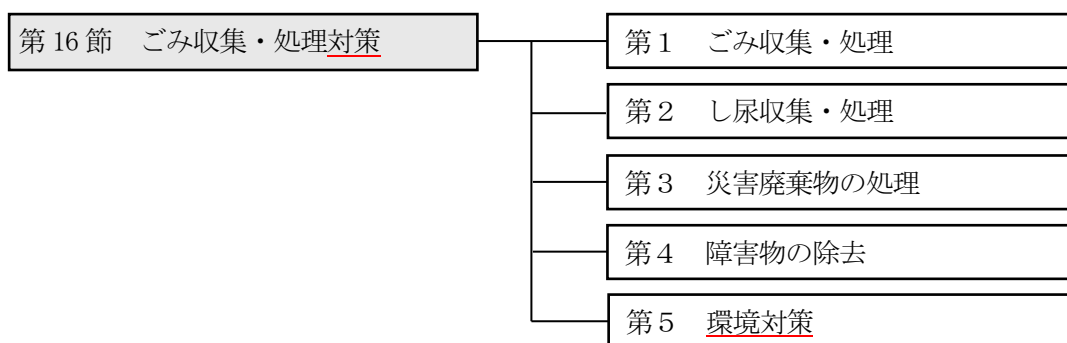 第16節　ごみ収集・処理対策
第１　ごみ収集・処理
第２　し尿収集・処理
第３　災害廃棄物の処理
第４　障害物の除去
第５　環境対策